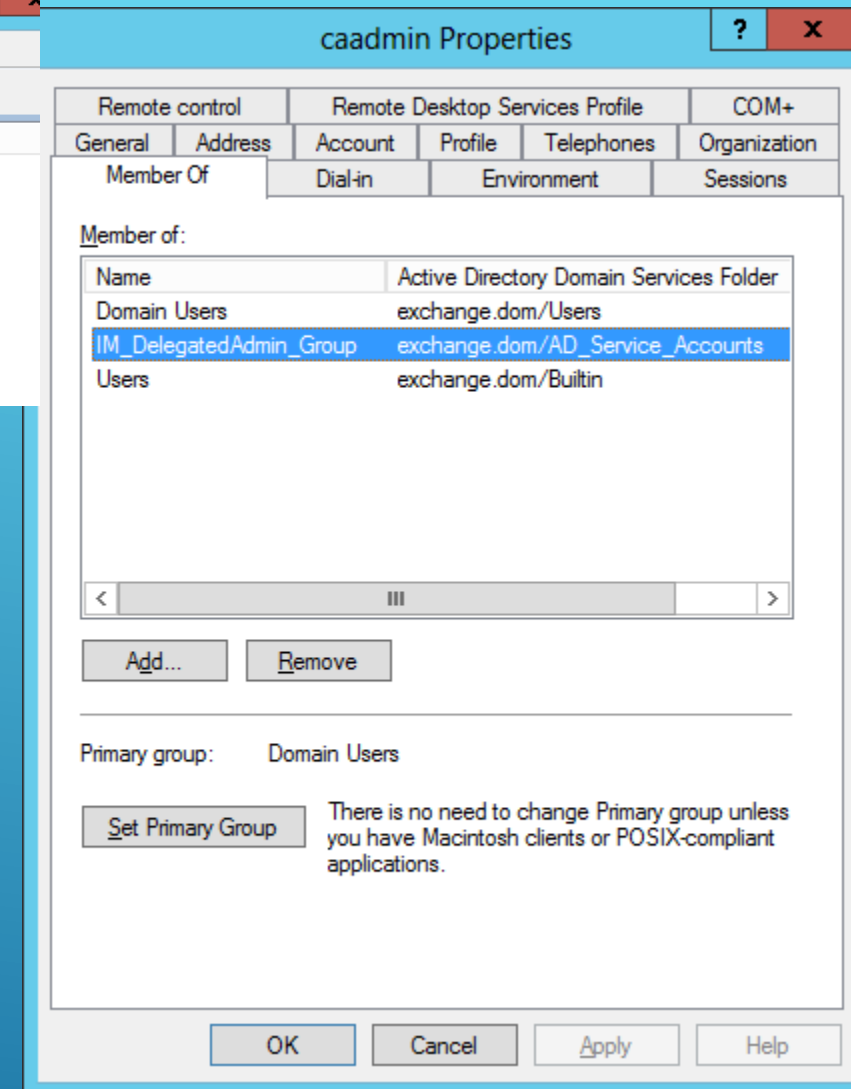 caadmin Properties
?
x
Remote control
Remote Desktop Services Profile
COM+
General
Address
Account
Profile
Telephones
Organization
Member Of
Dial-in
Environment
Sessions
Member of:
Name Active Directory Domain Services Folder
Domain Users exchange.dom/Users
IM_DelegatedAdmin_Group exchange.dom/AD_Service_Accounts
Users exchange.dom/Builtin
Add...
Remove
Primary group: Domain Users
Set Primary Group
There is no need to change Primary group unless
you have Macintosh clients or POSIX-compliant
applications.
OK
Cancel
Apply
Help